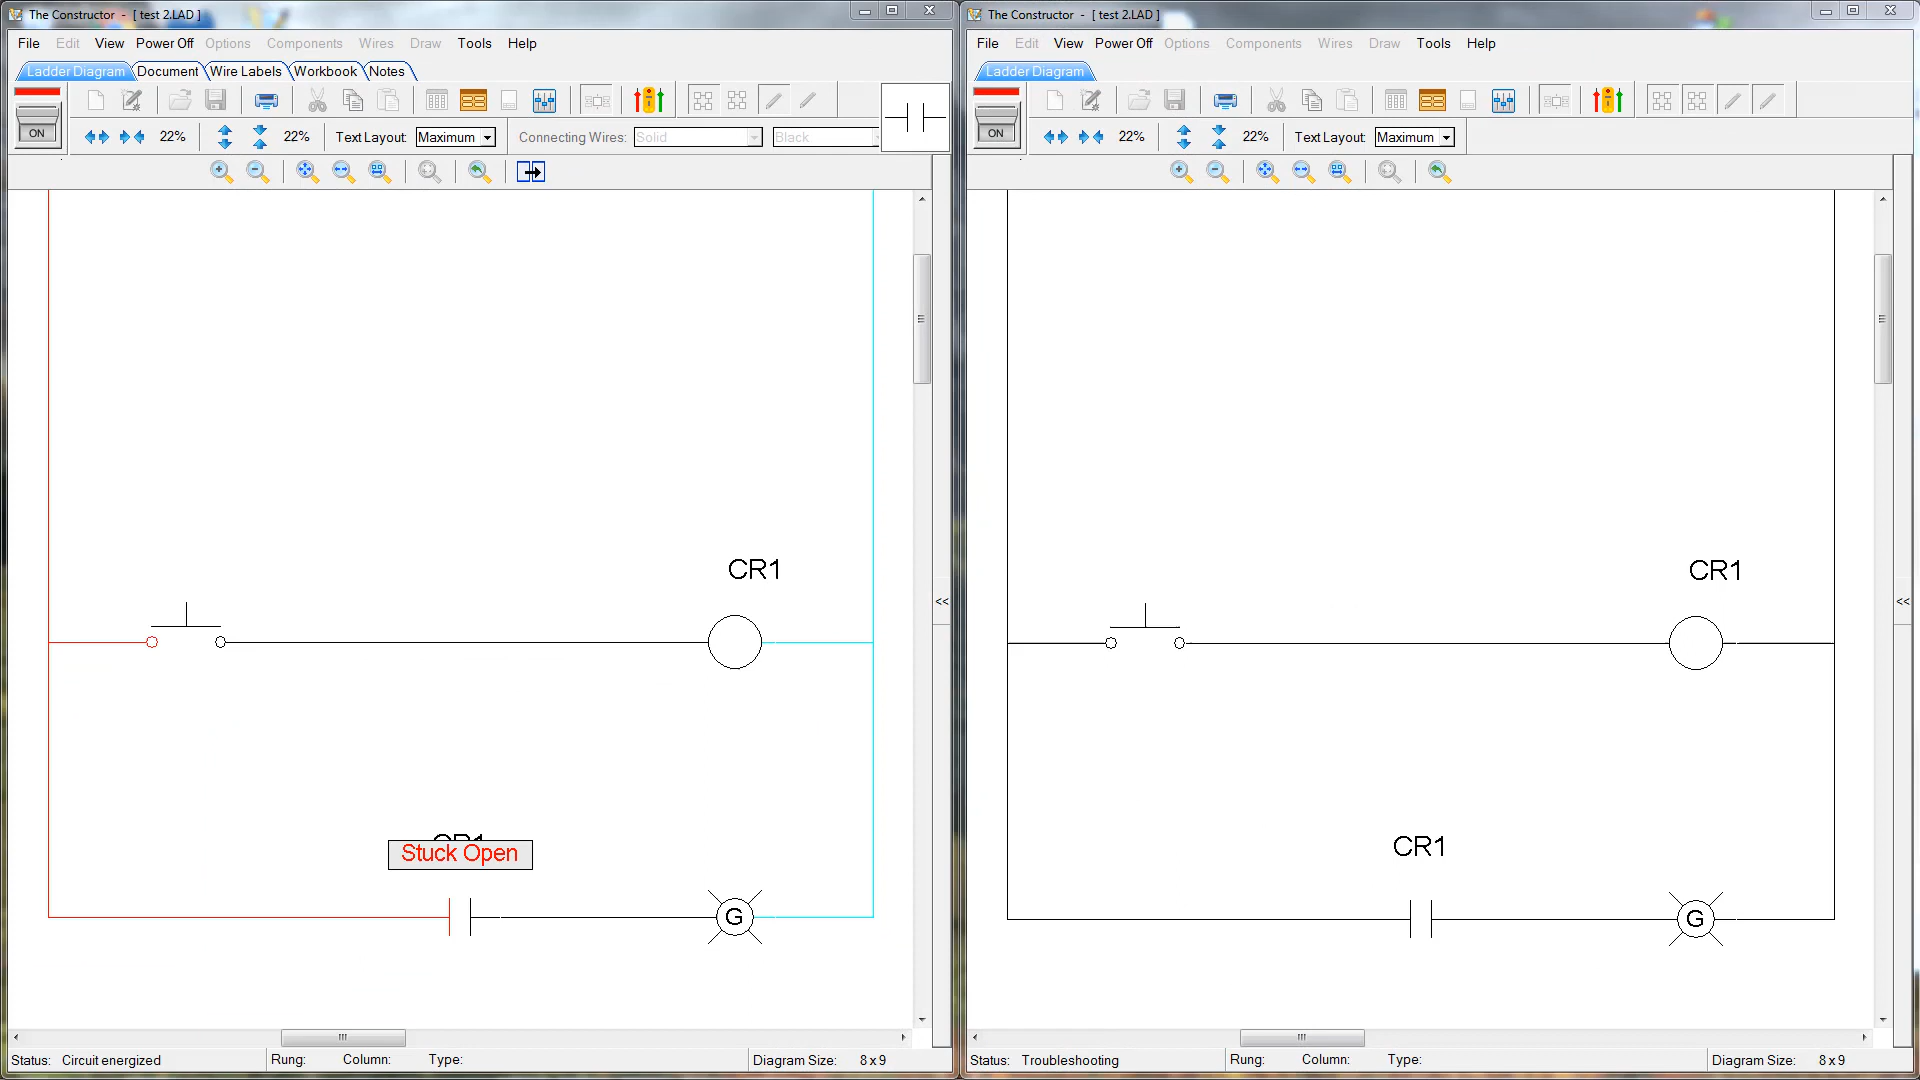 The Constructor - [ test 2.LAD ]
File Edit View Power Off Options Components Wires Draw Tools Help
Ladder Diagram Document Wire Labels Workbook Notes
ON
22% 22% Text Layout: Maximum Connecting Wires: Solid Black
CR1
CR1
Stuck Open
G
Status: Circuit energized Rung: Column: Type: Diagram Size: 8 x 9
The Constructor - [ test 2.LAD ]
File Edit View Power Off Options Components Wires Draw Tools Help
Ladder Diagram
ON
22% 22% Text Layout: Maximum
<<
CR1
<<
CR1
G
Status: Troubleshooting Rung: Column: Type: Diagram Size: 8 x 9